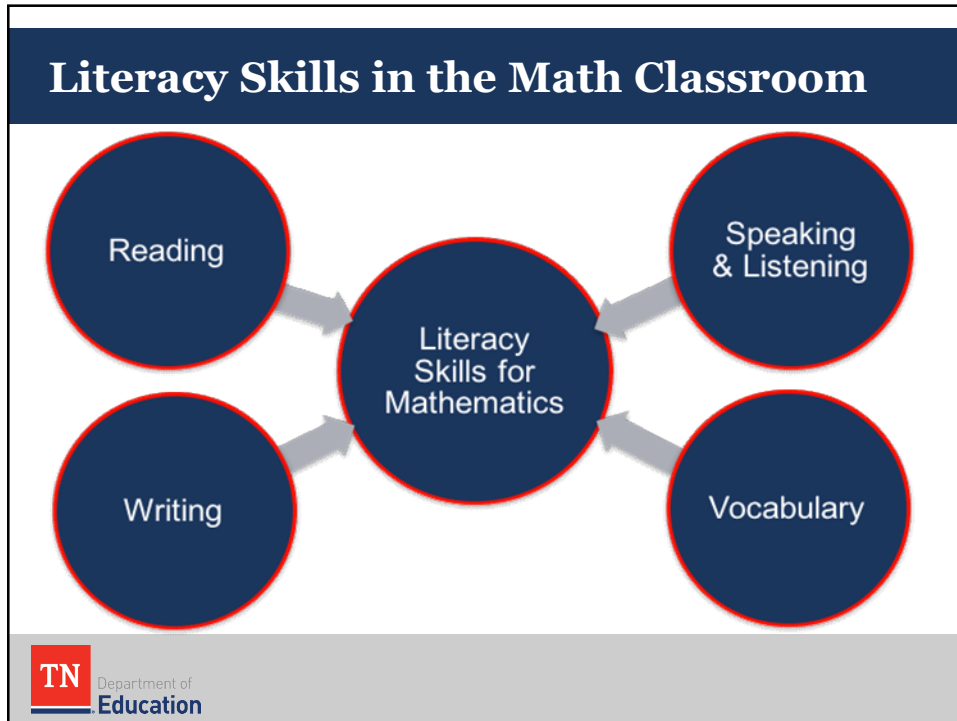 Literacy Skills in the Math Classroom
Reading
Speaking
& Listening
Literacy
Skills for
Mathematics
Writing
Vocabulary
TN
Department of
Education